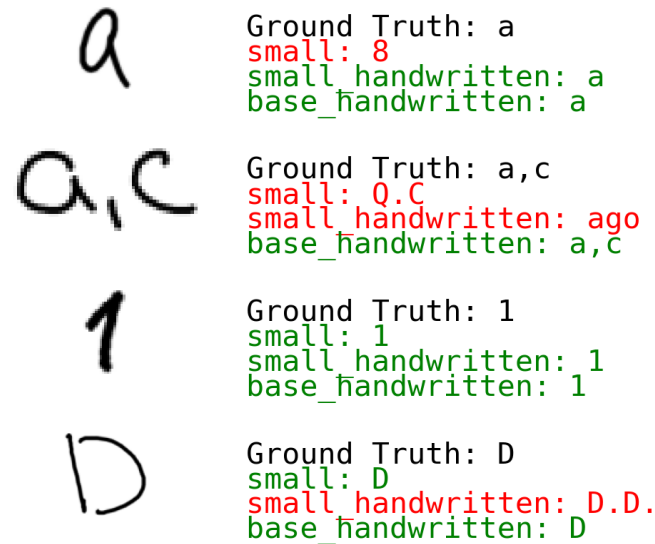 a
Ground Truth: a
small: 8
small_handwritten: a
base_handwritten: a
a,c
Ground Truth: a,c
small: Q.C
small_handwritten: ago
base_handwritten: a,c
1
Ground Truth: 1
small: 1
small_handwritten: 1
base_handwritten: 1
D
Ground Truth: D
small: D
small_handwritten: D.D.
base_handwritten: D